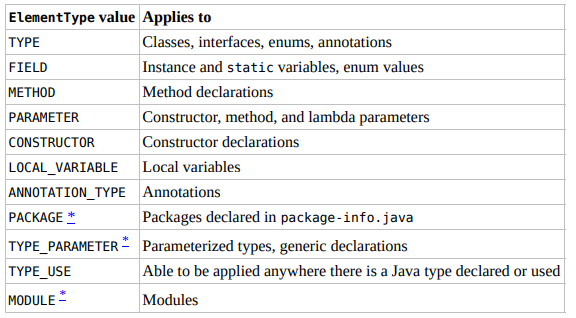 ElementType value Applies to
TYPE Classes, interfaces, enums, annotations
FIELD Instance and static variables, enum values
METHOD Method declarations
PARAMETER Constructor, method, and lambda parameters
CONSTRUCTOR Constructor declarations
LOCAL_VARIABLE Local variables
ANNOTATION_TYPE Annotations
PACKAGE * Packages declared in package-info.java
TYPE_PARAMETER * Parameterized types, generic declarations
TYPE_USE Able to be applied anywhere there is a Java type declared or used
MODULE * Modules